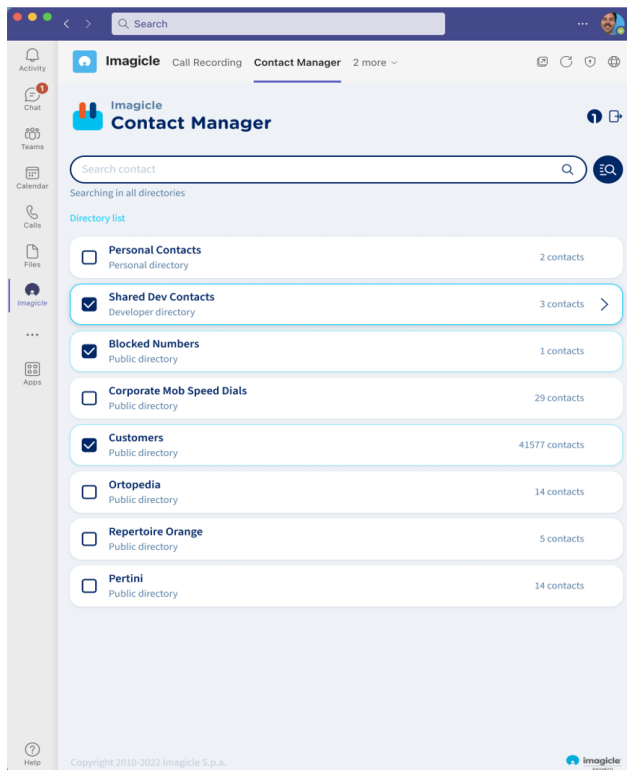 Search
Activity
1
Chat
Teams
Calendar
Calls
Files
Imagicle
Apps
Help
Imagicle Call Recording Contact Manager 2 more
Imagicle
Contact Manager
Search contact
Searching in all directories
Directory list
Personal Contacts
Personal directory
2 contacts
Shared Dev Contacts
Developer directory
3 contacts
Blocked Numbers
Public directory
1 contacts
Corporate Mob Speed Dials
Public directory
29 contacts
Customers
Public directory
41577 contacts
Ortopedia
Public directory
14 contacts
Repertoire Orange
Public directory
5 contacts
Pertini
Public directory
14 contacts
Copyright 2010-2022 Imagicle S.p.a.
imagicle